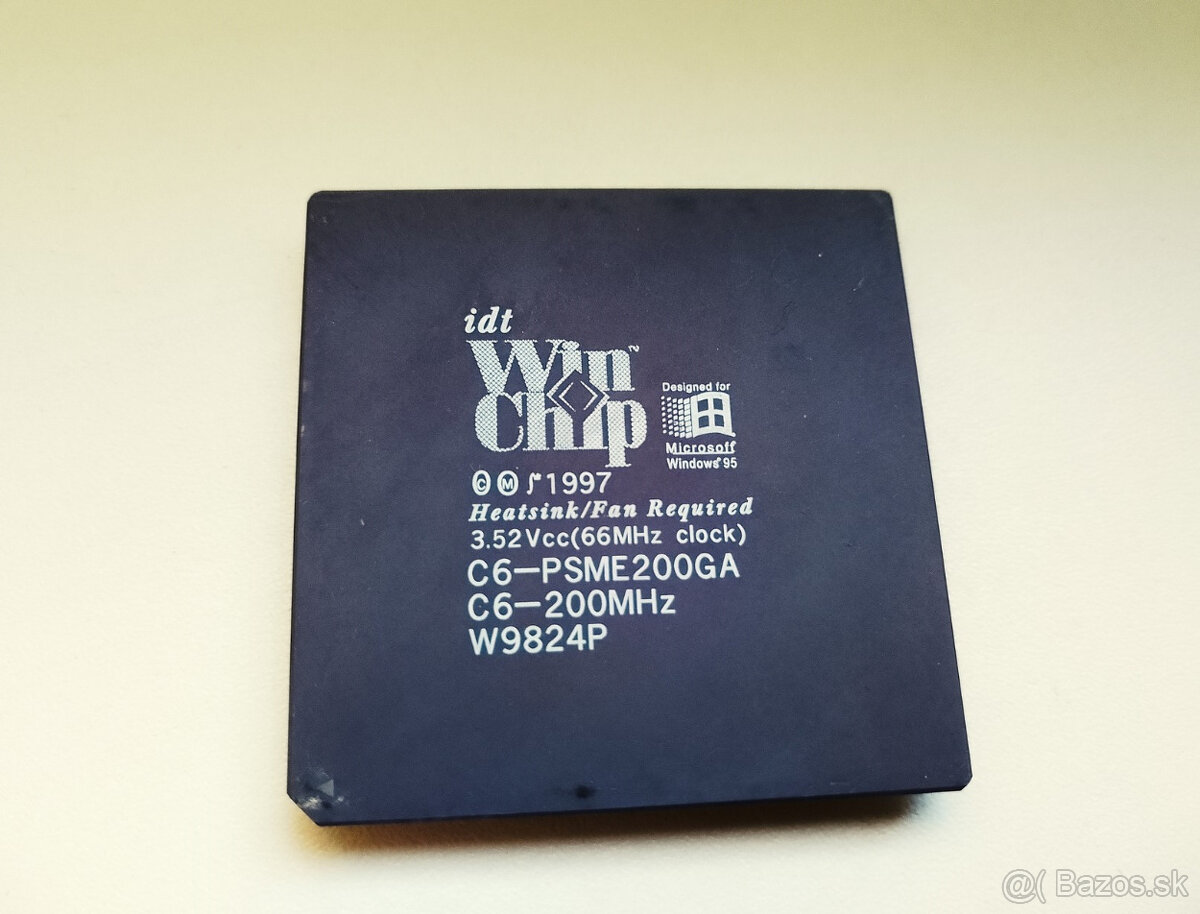 idt
Win™
Chip
Designed for
Microsoft
Windows®95
© Ⓜ ∫ 1997
Heatsink/Fan Required
3.52Vcc(66MHz clock)
C6-PSME200GA
C6-200MHz
W9824P
@( Bazos.sk